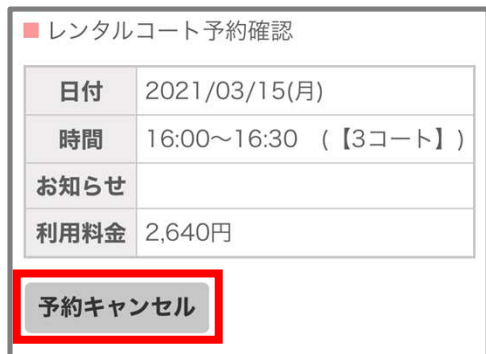 レンタルコート予約確認
日付 2021/03/15(月)
時間 16:00～16:30 (【3コート】)
お知らせ
利用料金 2,640円
予約キャンセル